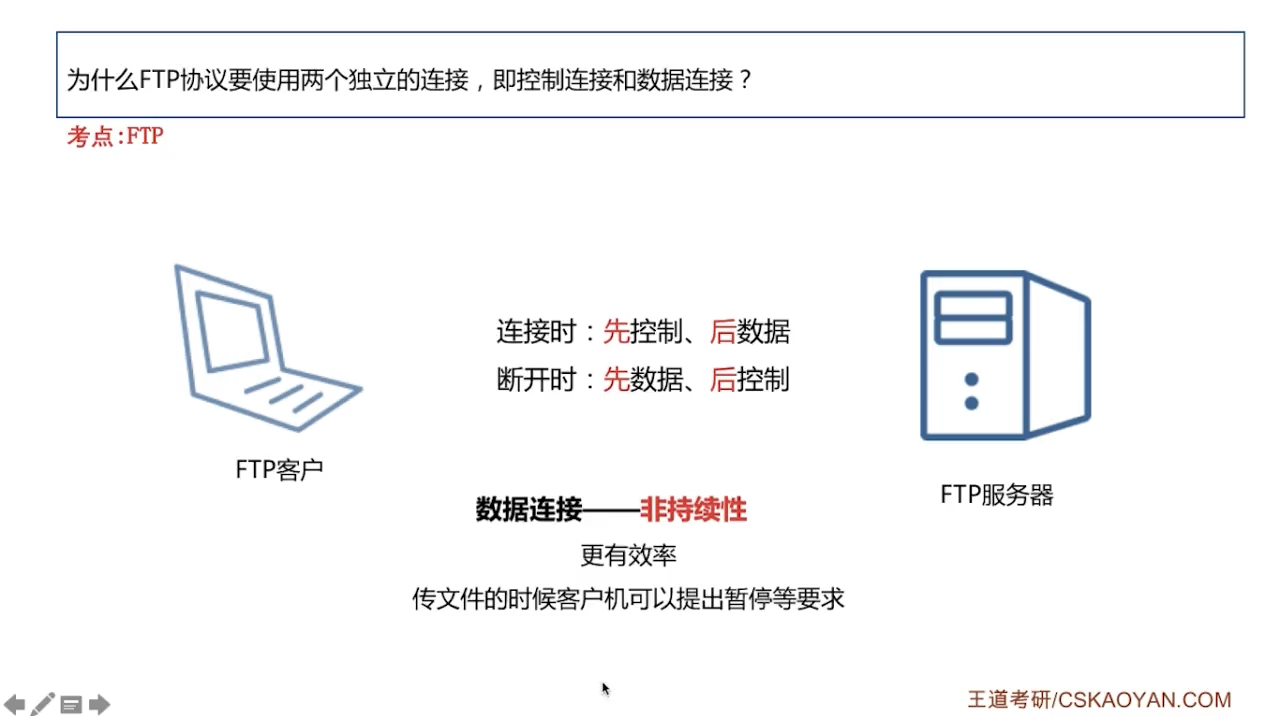 为什么FTP协议要使用两个独立的连接，即控制连接和数据连接？
考点:FTP
连接时：先控制、后数据
断开时：先数据、后控制
FTP客户
FTP服务器
数据连接——非持续性
更有效率
传文件的时候客户机可以提出暂停等要求
王道考研/CSKAOYAN.COM